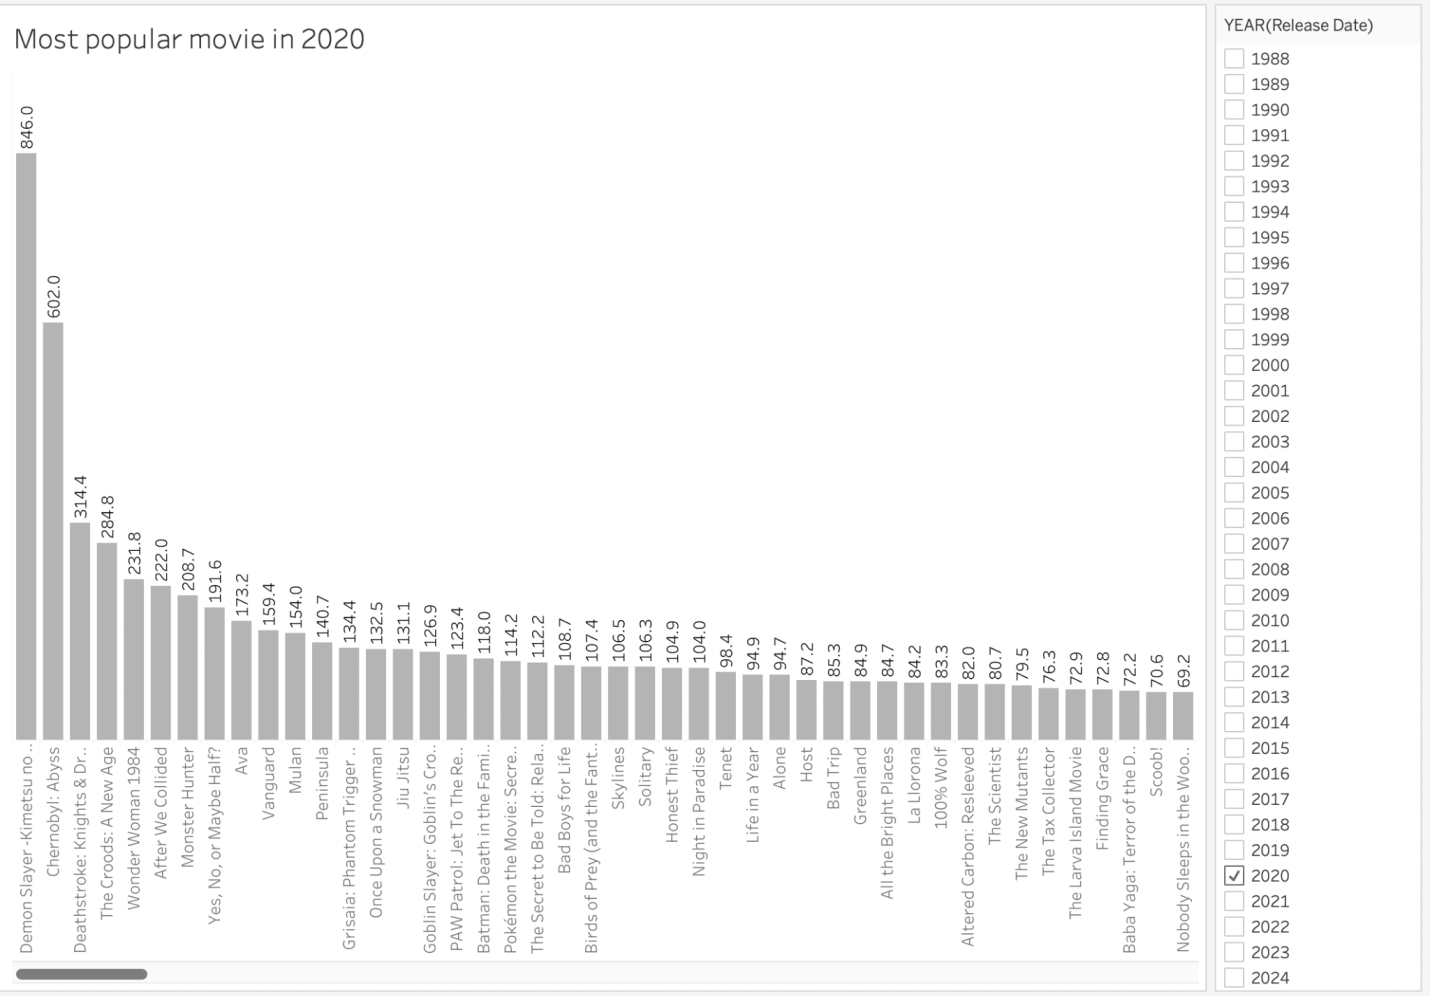 Most popular movie in 2020
846.0
602.0
314.4
284.8
231.8
222.0
208.7
191.6
173.2
159.4
154.0
140.7
134.4
132.5
131.1
126.9
123.4
118.0
114.2
112.2
108.7
107.4
106.5
106.3
104.9
104.0
98.4
94.9
94.7
87.2
85.3
84.9
84.7
84.2
83.3
82.0
80.7
79.5
76.3
72.9
72.8
72.2
70.6
69.2
Demon Slayer -Kimetsu no ..
Chernobyl: Abyss
Deathstroke: Knights & Dr..
The Croods: A New Age
Wonder Woman 1984
After We Collided
Monster Hunter
Yes, No, or Maybe Half?
Ava
Vanguard
Mulan
Peninsula
Grisaia: Phantom Trigger ..
Once Upon a Snowman
Jiu Jitsu
Goblin Slayer: Goblin's Cro..
PAW Patrol: Jet To The Re..
Batman: Death in the Fami..
Pokémon the Movie: Secre..
The Secret to Be Told: Rela..
Bad Boys for Life
Birds of Prey (and the Fant..
Skylines
Solitary
Honest Thief
Night in Paradise
Tenet
Life in a Year
Alone
Host
Bad Trip
Greenland
All the Bright Places
La Llorona
100% Wolf
Altered Carbon: Resleeved
The Scientist
The New Mutants
The Tax Collector
The Larva Island Movie
Finding Grace
Baba Yaga: Terror of the D..
Scoob!
Nobody Sleeps in the Woo..
YEAR(Release Date)
1988
1989
1990
1991
1992
1993
1994
1995
1996
1997
1998
1999
2000
2001
2002
2003
2004
2005
2006
2007
2008
2009
2010
2011
2012
2013
2014
2015
2016
2017
2018
2019
2020
2021
2022
2023
2024